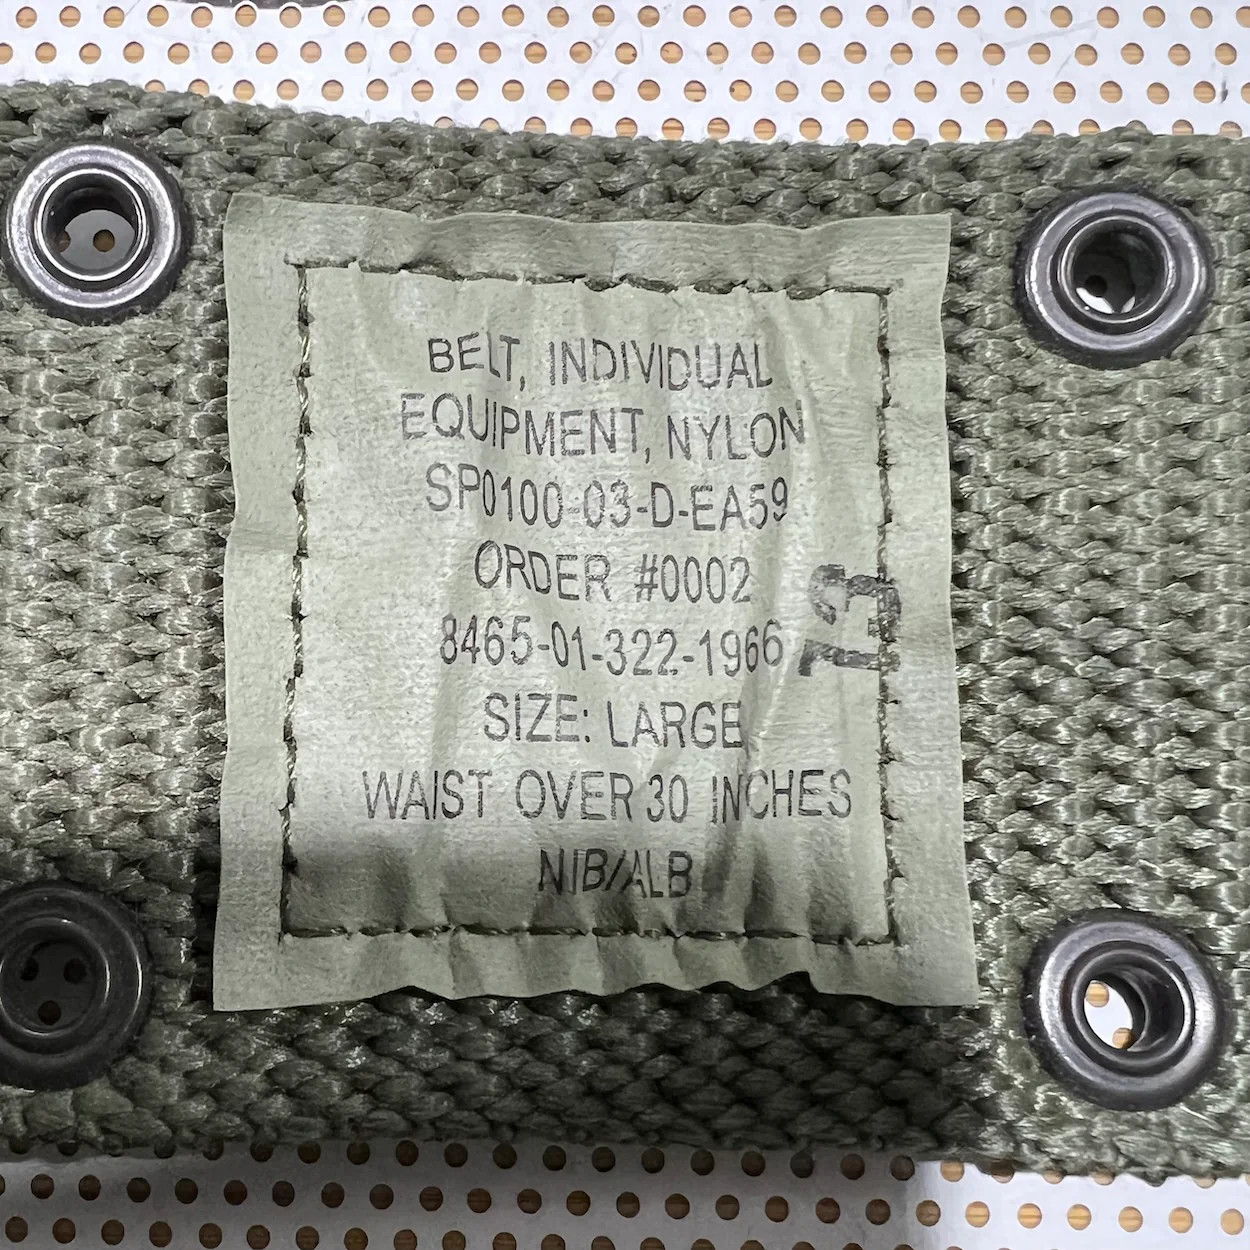 BELT, INDIVIDUAL
EQUIPMENT, NYLON
SP0100-03-D-EA59
ORDER #0002
8465-01-322-1966
SIZE: LARGE
WAIST OVER 30 INCHES
NIB/ALB